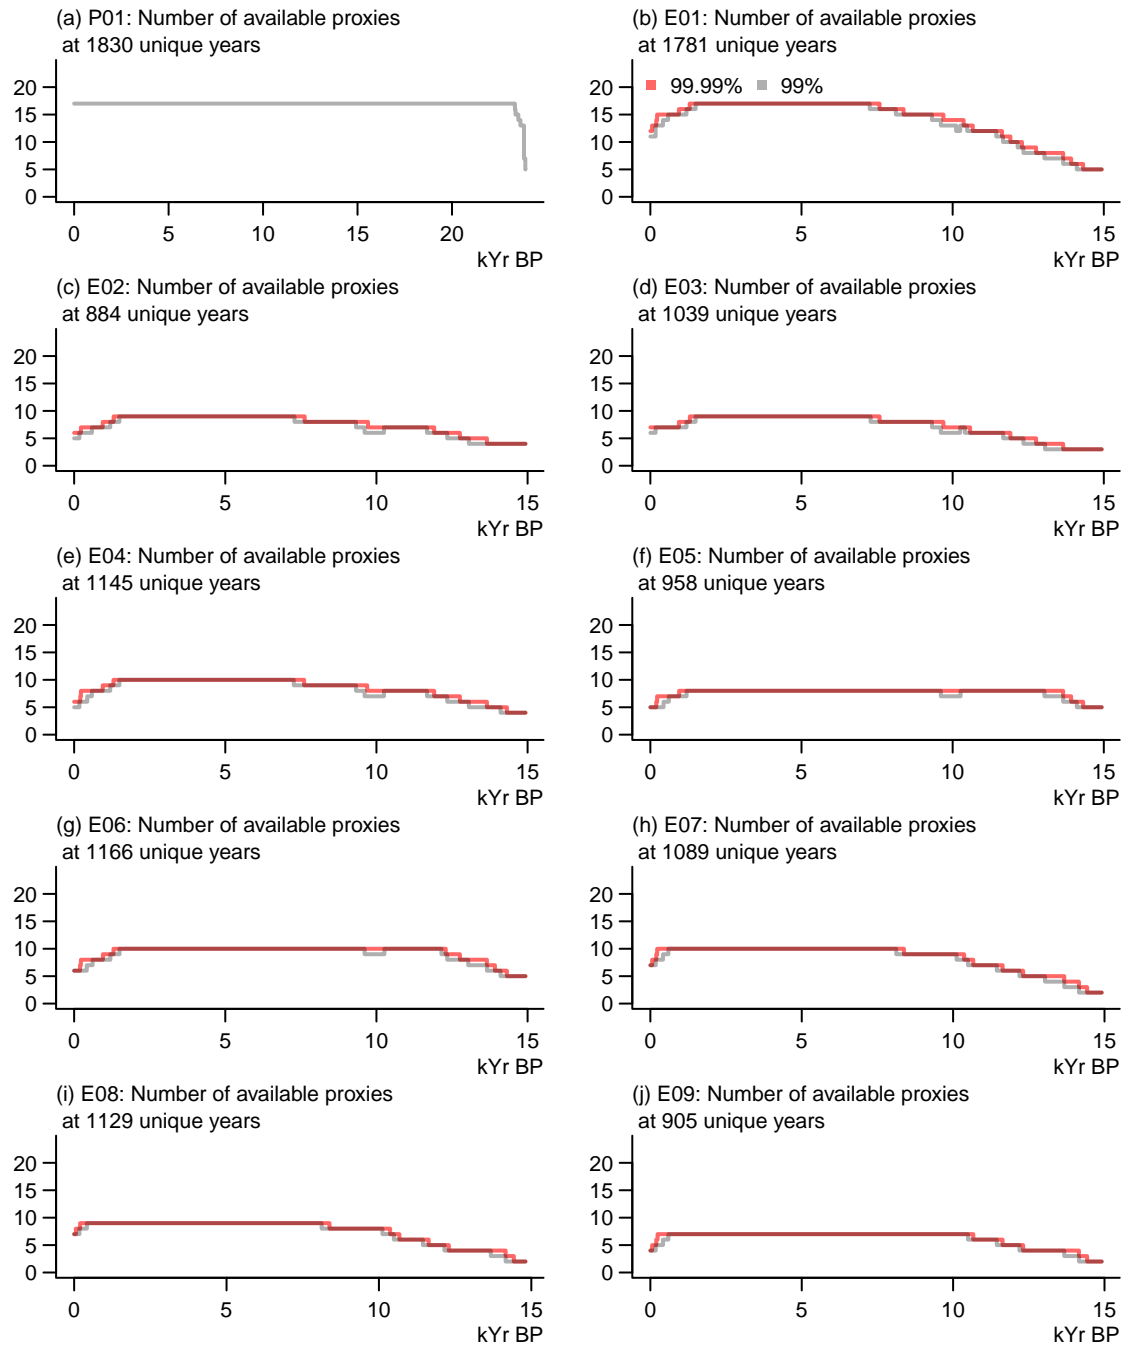 (a) P01: Number of available proxies
at 1830 unique years
20
15
10
5
0
0 5 10 15 20
kYr BP
(b) E01: Number of available proxies
at 1781 unique years
99.99% 99%
20
15
10
5
0
0 5 10 15
kYr BP
(c) E02: Number of available proxies
at 884 unique years
20
15
10
5
0
0 5 10 15
kYr BP
(d) E03: Number of available proxies
at 1039 unique years
20
15
10
5
0
0 5 10 15
kYr BP
(e) E04: Number of available proxies
at 1145 unique years
20
15
10
5
0
0 5 10 15
kYr BP
(f) E05: Number of available proxies
at 958 unique years
20
15
10
5
0
0 5 10 15
kYr BP
(g) E06: Number of available proxies
at 1166 unique years
20
15
10
5
0
0 5 10 15
kYr BP
(h) E07: Number of available proxies
at 1089 unique years
20
15
10
5
0
0 5 10 15
kYr BP
(i) E08: Number of available proxies
at 1129 unique years
20
15
10
5
0
0 5 10 15
kYr BP
(j) E09: Number of available proxies
at 905 unique years
20
15
10
5
0
0 5 10 15
kYr BP